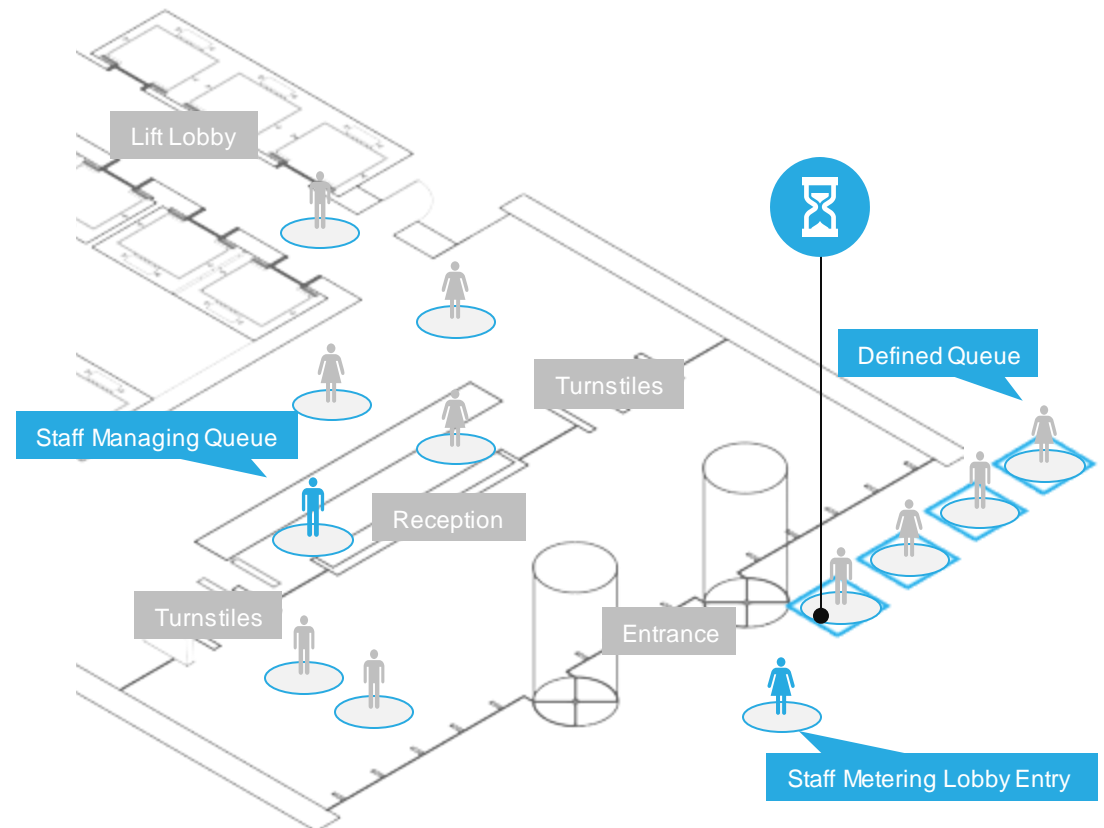 Lift Lobby
Defined Queue
Turnstiles
Staff Managing Queue
Reception
Turnstiles
Entrance
Staff Metering Lobby Entry